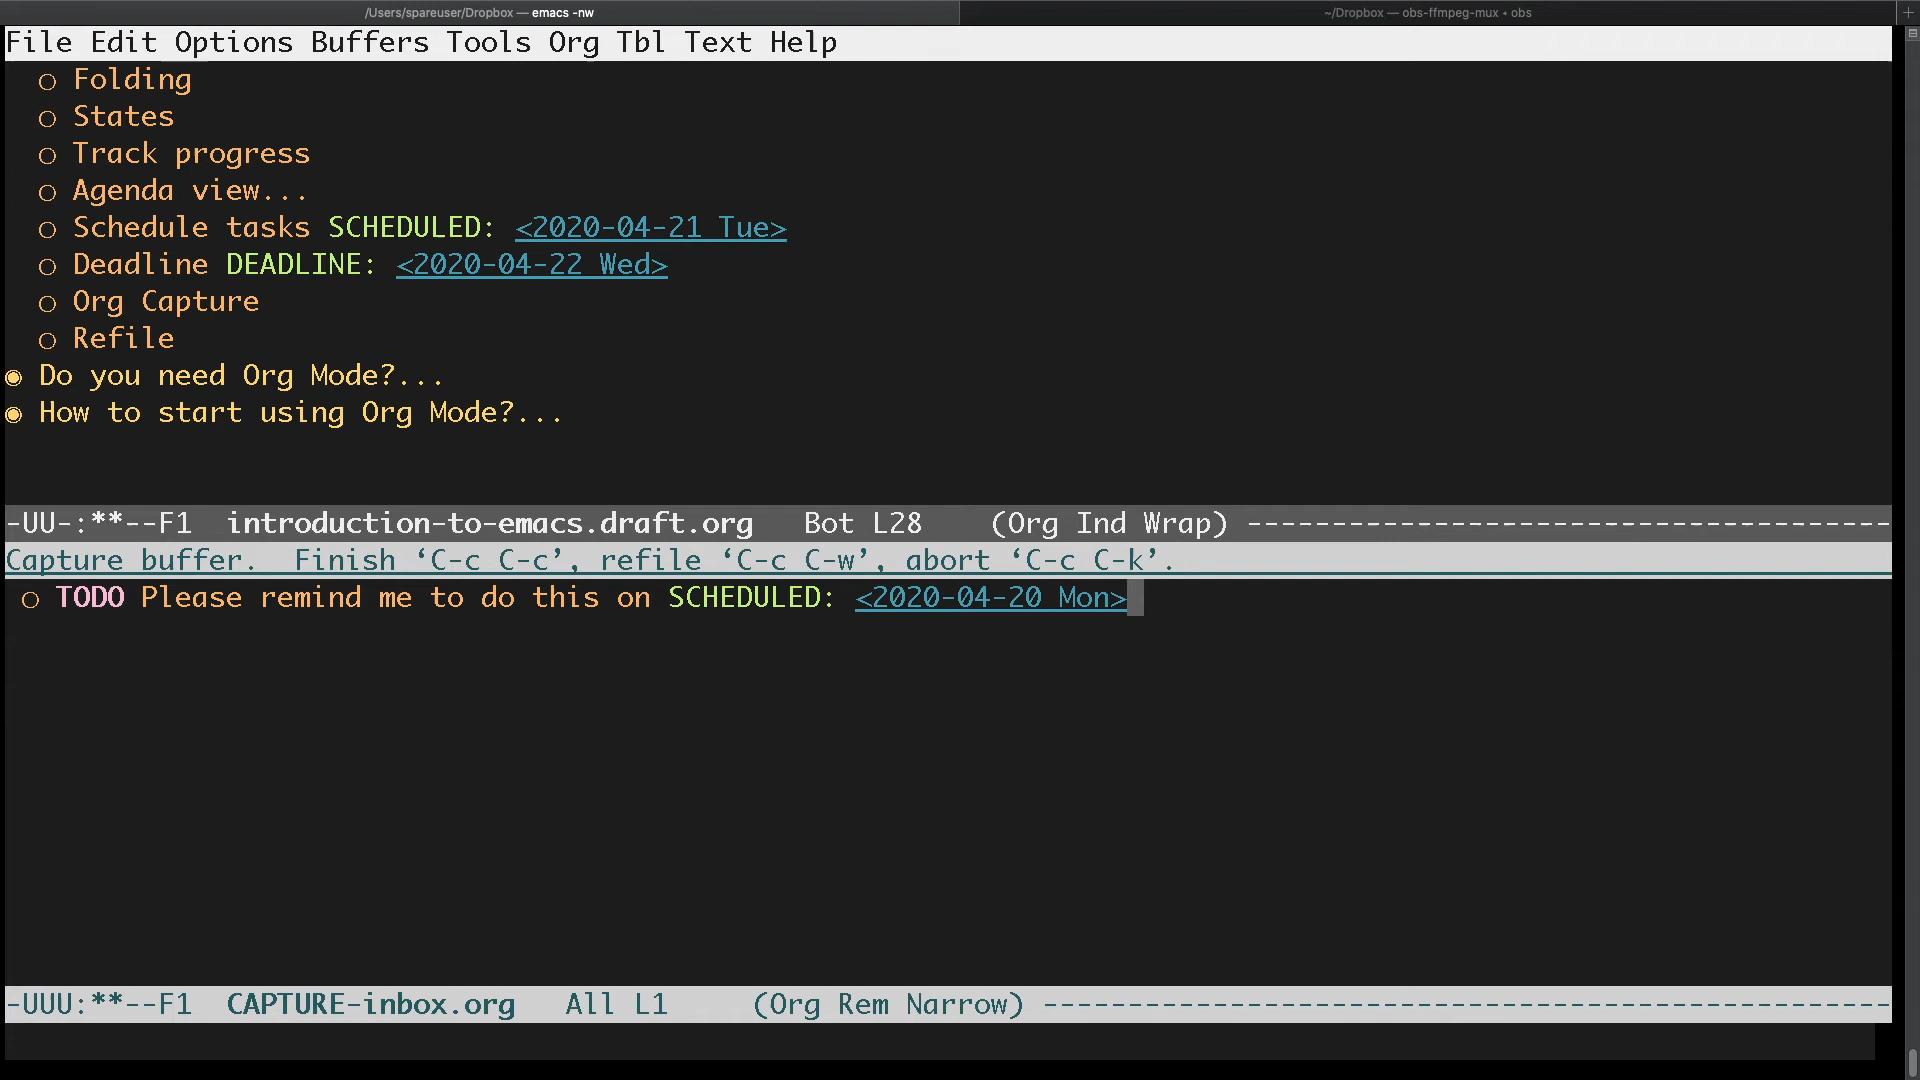 /Users/spareuser/Dropbox — emacs -nw
~/Dropbox — obs-ffmpeg-mux • obs
File Edit Options Buffers Tools Org Tbl Text Help
○ Folding
○ States
○ Track progress
○ Agenda view...
○ Schedule tasks SCHEDULED: <2020-04-21 Tue>
○ Deadline DEADLINE: <2020-04-22 Wed>
○ Org Capture
○ Refile
◉ Do you need Org Mode?...
◉ How to start using Org Mode?...
-UU-:**--F1  introduction-to-emacs.draft.org   Bot L28    (Org Ind Wrap) --------------------------------------
Capture buffer.  Finish ‘C-c C-c’, refile ‘C-c C-w’, abort ‘C-c C-k’.
○ TODO Please remind me to do this on SCHEDULED: <2020-04-20 Mon>
-UUU:**--F1  CAPTURE-inbox.org   All L1     (Org Rem Narrow) --------------------------------------------------